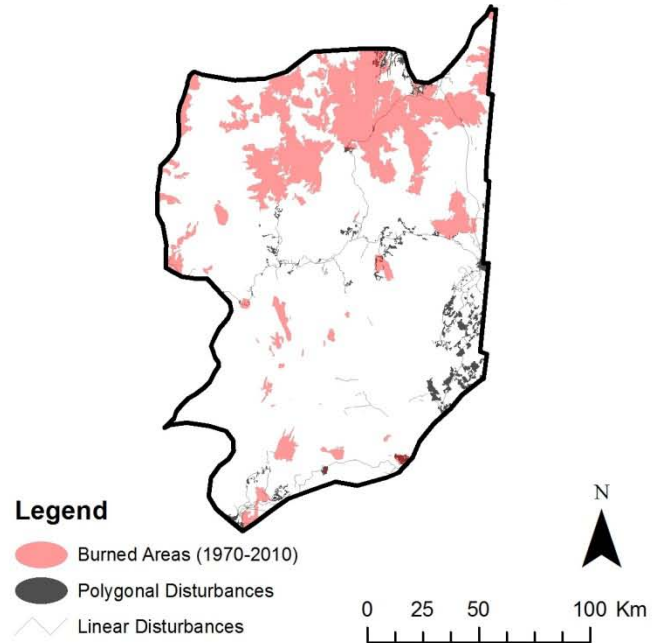 N
Legend
Burned Areas (1970-2010)
Polygonal Disturbances
Linear Disturbances
0 25 50 100 Km